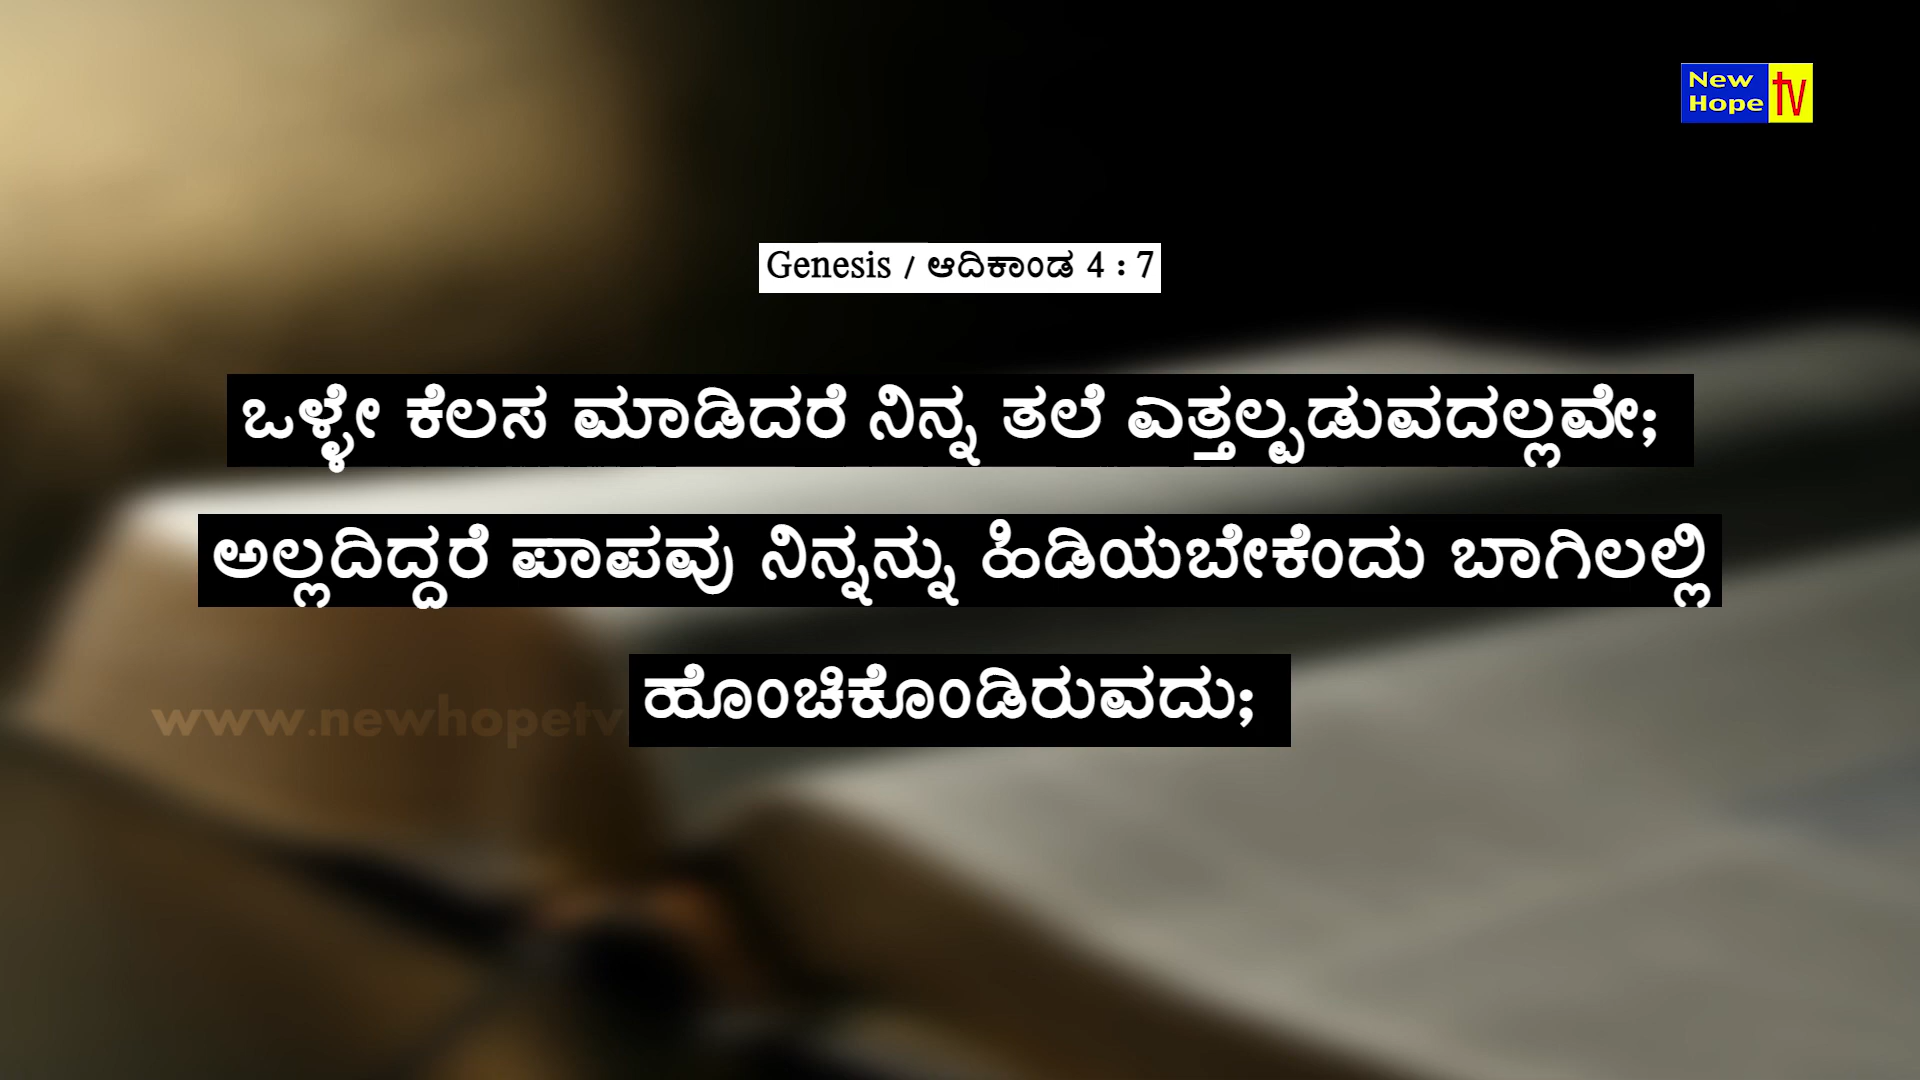 New
Hope tv
Genesis / ಆದಿಕಾಂಡ 4 : 7
ಒಳ್ಳೇ ಕೆಲಸ ಮಾಡಿದರೆ ನಿನ್ನ ತಲೆ ಎತ್ತಲ್ಪಡುವದಲ್ಲವೇ;
ಅಲ್ಲದಿದ್ದರೆ ಪಾಪವು ನಿನ್ನನ್ನು ಹಿಡಿಯಬೇಕೆಂದು ಬಾಗಿಲಲ್ಲಿ
ಹೊಂಚಿಕೊಂಡಿರುವದು;
www.newhopetv